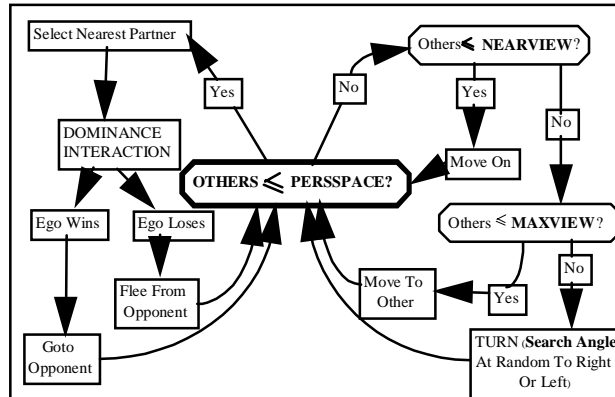 Select Nearest Partner
Others ≤ NEARVIEW?
Yes
No
Yes
No
DOMINANCE
INTERACTION
Move On
OTHERS ≤ PERSSPACE?
Ego Wins
Ego Loses
Others ≤ MAXVIEW?
No
Flee From
Opponent
Move To
Other
Yes
Goto
Opponent
TURN (Search Angle
At Random To Right
Or Left)